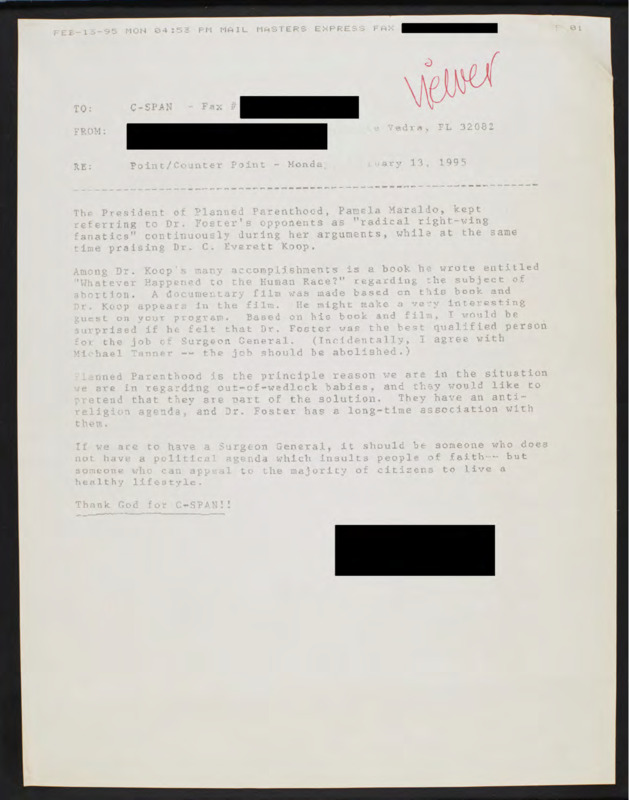 FEB-13-95 MON 04:53 PM MAIL MASTERS EXPRESS FAX
01
Viewer
TO: C-SPAN - Fax #
FROM: Vedra, FL 32082
RE: Point/Counter Point - Monda uary 13, 1995
The President of Planned Parenthood, Pamela Maraldo, kept
referring to Dr. Foster's opponents as "radical right-wing
fanatics" continuously during her arguments, while at the same
time praising Dr. C. Everett Koop.
Among Dr. Koop's many accomplishments is a book he wrote entitled
"Whatever Happened to the Human Race?" regarding the subject of
abortion. A documentary film was made based on this book and
Dr. Koop appears in the film. He might make a very interesting
guest on your program. Based on his book and film, I would be
surprised if he felt that Dr. Foster was the best qualified person
for the job of Surgeon General. (Incidentally, I agree with
Michael Tanner -- the job should be abolished.)
Planned Parenthood is the principle reason we are in the situation
we are in regarding out-of-wedlock babies, and they would like to
pretend that they are part of the solution. They have an anti-
religion agenda, and Dr. Foster has a long-time association with
them.
If we are to have a Surgeon General, it should be someone who does
not have a political agenda which insults people of faith-- but
someone who can appeal to the majority of citizens to live a
healthy lifestyle.
Thank God for C-SPAN!!